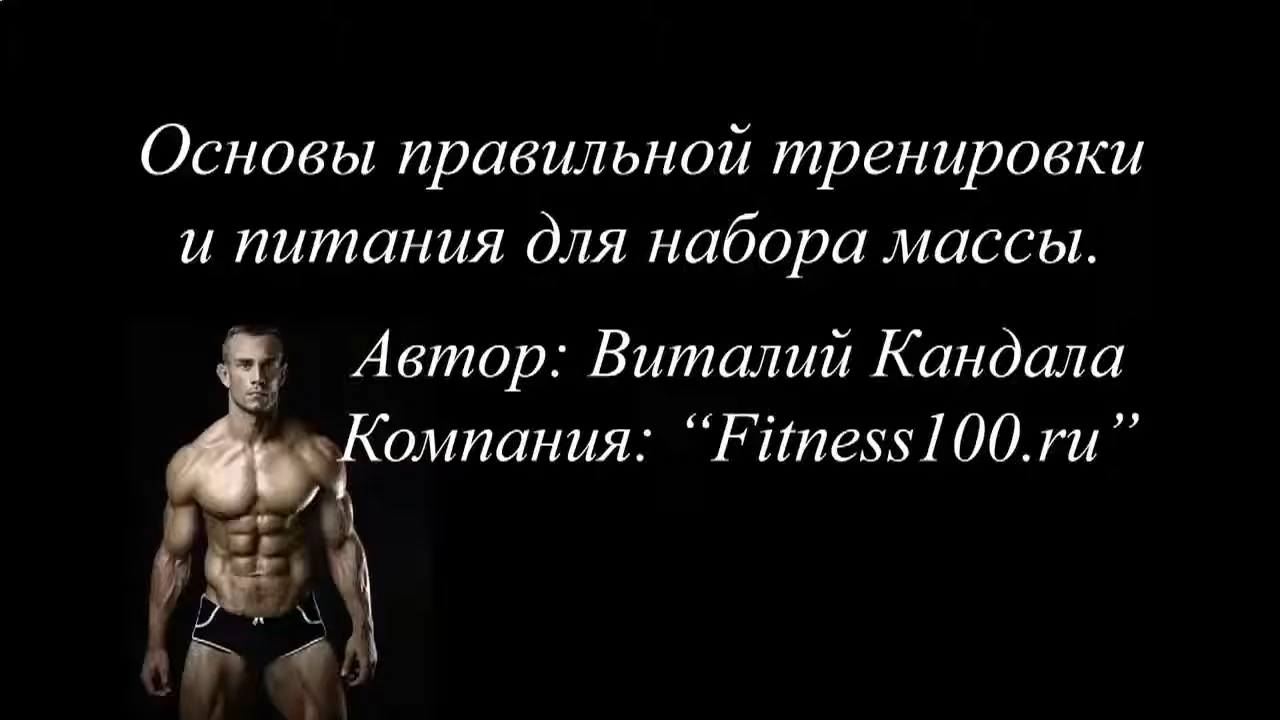 Основы правильной тренировки
и питания для набора массы.
Автор: Виталий Кандала
Компания: “Fitness100.ru”